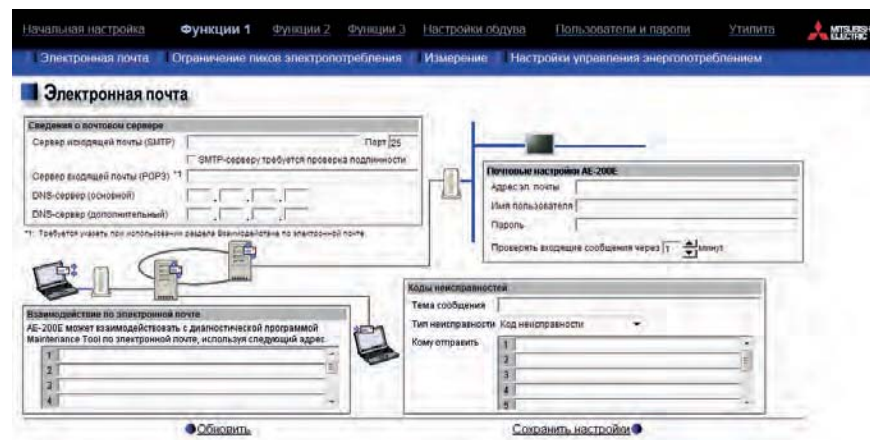 Начальная настройка Функции 1 Функции 2 Функции 3 Настройки обдува Пользователи и пароли Утилита MITSUBISHI ELECTRIC
Электронная почта Ограничение пиков электропотребления Измерение Настройки управления энергопотреблением
Электронная почта
Сведения о почтовом сервере
Сервер исходящей почты (SMTP) Порт 25
SMTP-серверу требуется проверка подлинности
Сервер входящей почты (POP3) *1
DNS-сервер (основной)
DNS-сервер (дополнительный)
*1: Требуется указать при использовании раздела Взаимодействие по электронной почте.
Почтовые настройки AE-200E
Адрес эл. почты
Имя пользователя
Пароль
Проверять входящие сообщения через 1 минут
Взаимодействие по электронной почте
AE-200E может взаимодействовать с диагностической программой
Maintenance Tool по электронной почте, используя следующий адрес
1
2
3
4
Коды неисправностей
Тема сообщения
Тип неисправности Код неисправности
Кому отправить 1
2
3
4
5
Обновить Сохранить настройки